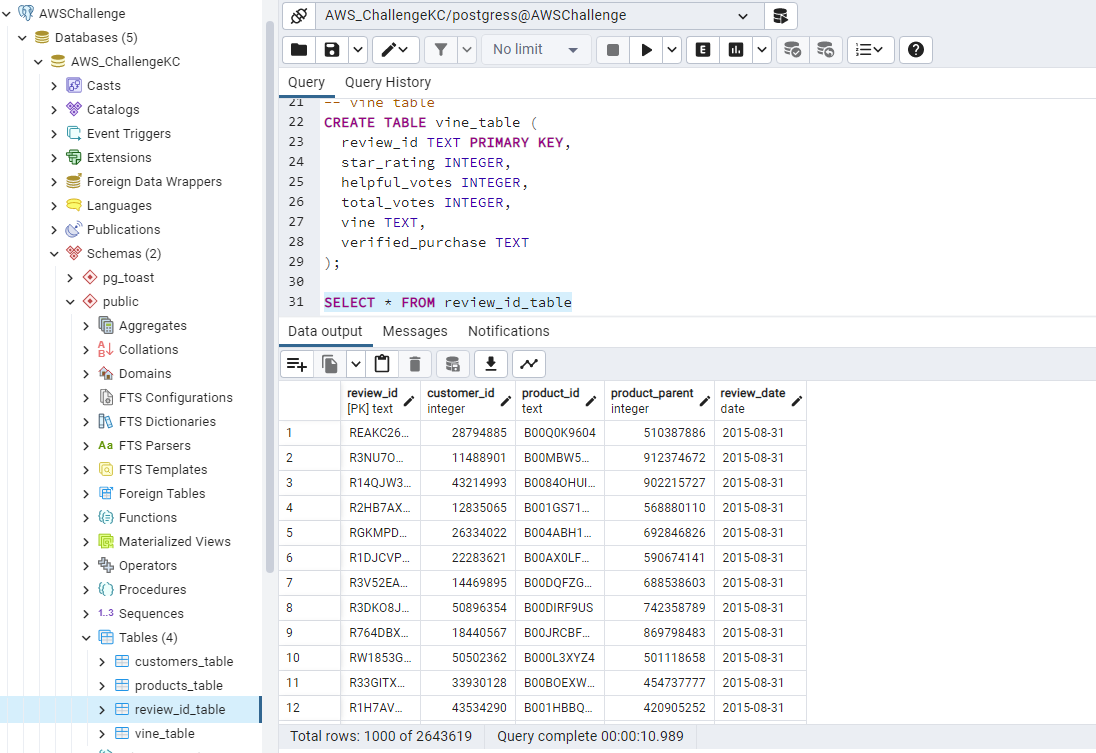 AWSChallenge
Databases (5)
AWS_ChallengeKC
Casts
Catalogs
Event Triggers
Extensions
Foreign Data Wrappers
Languages
Publications
Schemas (2)
pg_toast
public
Aggregates
Collations
Domains
FTS Configurations
FTS Dictionaries
Aa FTS Parsers
FTS Templates
Foreign Tables
Functions
Materialized Views
Operators
Procedures
1..3 Sequences
Tables (4)
customers_table
products_table
review_id_table
vine_table
AWS_ChallengeKC/postgress@AWSChallenge
No limit
E
Query Query History
21 -- vine table
22 CREATE TABLE vine_table (
23 review_id TEXT PRIMARY KEY,
24 star_rating INTEGER,
25 helpful_votes INTEGER,
26 total_votes INTEGER,
27 vine TEXT,
28 verified_purchase TEXT
29 );
30
31 SELECT * FROM review_id_table
Data output Messages Notifications
review_id customer_id product_id product_parent review_date
[PK] text integer text integer date
1 REAKC26… 28794885 B00Q0K9604 510387886 2015-08-31
2 R3NU7O… 11488901 B00MBW5… 912374672 2015-08-31
3 R14QJW3… 43214993 B0084OHUI… 902215727 2015-08-31
4 R2HB7AX… 12835065 B001GS71… 568880110 2015-08-31
5 RGKMPD… 26334022 B004ABH1… 692846826 2015-08-31
6 R1DJCVP… 22283621 B00AX0LF… 590674141 2015-08-31
7 R3V52EA… 14469895 B00DQFZG… 688538603 2015-08-31
8 R3DKO8J… 50896354 B00DIRF9US 742358789 2015-08-31
9 R764DBX… 18440567 B00JRCBF… 869798483 2015-08-31
10 RW1853G… 50502362 B000L3XYZ4 501118658 2015-08-31
11 R33GITX… 33930128 B00BOEXW… 454737777 2015-08-31
12 R1H7AV… 43534290 B001HBBQ… 420905252 2015-08-31
Total rows: 1000 of 2643619 Query complete 00:00:10.989